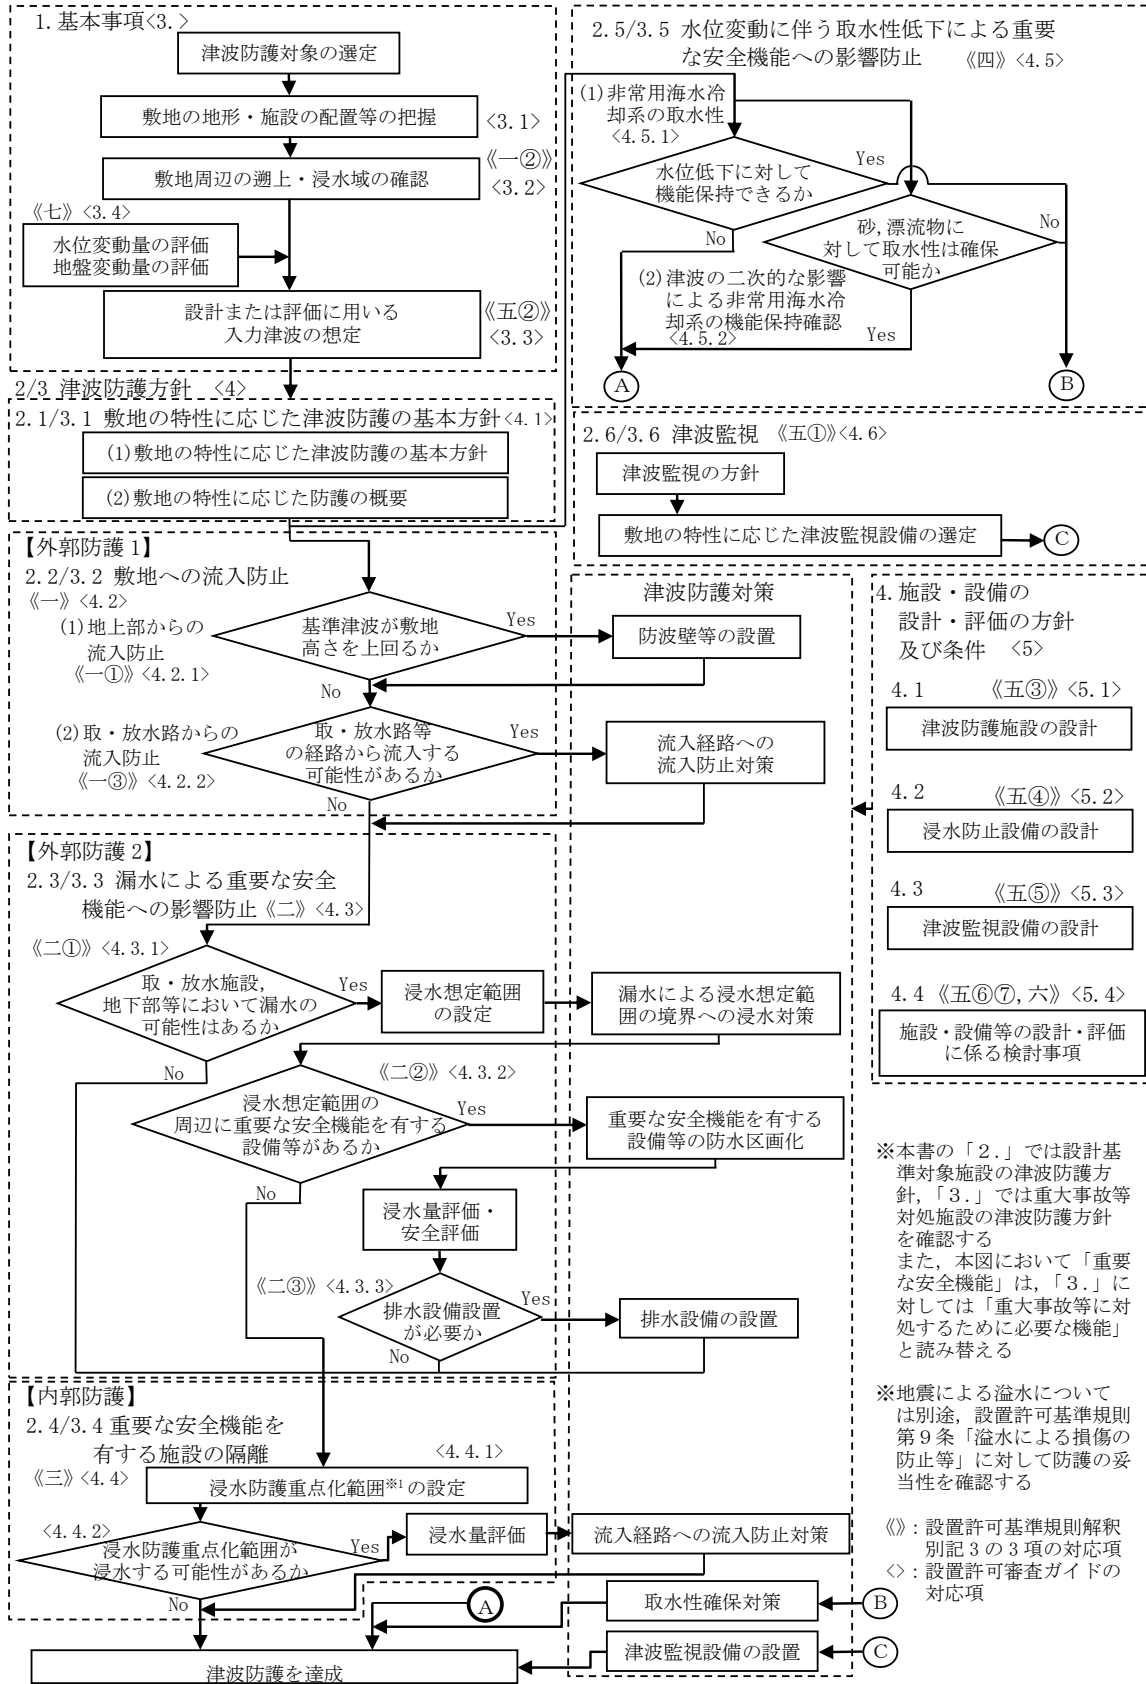 1.基本事項<3.>
津波防護対象の選定
敷地の地形・施設の配置等の把握
<3.1>
敷地周辺の遡上・浸水域の確認
《一②》
<3.2>
《七》<3.4>
水位変動量の評価
地盤変動量の評価
設計または評価に用いる
入力津波の想定
《五②》
<3.3>
2/3 津波防護方針 <4>
2.1/3.1 敷地の特性に応じた津波防護の基本方針<4.1>
(1)敷地の特性に応じた津波防護の基本方針
(2)敷地の特性に応じた防護の概要
2.5/3.5 水位変動に伴う取水性低下による重要
な安全機能への影響防止 《四》<4.5>
(1)非常用海水冷
却系の取水性
<4.5.1>
水位低下に対して
機能保持できるか
Yes
No
砂,漂流物に
対して取水性は確保
可能か
No
(2)津波の二次的な影響
による非常用海水冷
却系の機能保持確認
<4.5.2>
Yes
A
B
2.6/3.6 津波監視 《五①》<4.6>
津波監視の方針
敷地の特性に応じた津波監視設備の選定
C
【外郭防護1】
2.2/3.2 敷地への流入防止
《一》<4.2>
(1)地上部からの
流入防止
《一①》<4.2.1>
基準津波が敷地
高さを上回るか
Yes
No
津波防護対策
防波壁等の設置
(2)取・放水路からの
流入防止
《一③》<4.2.2>
取・放水路等
の経路から流入する
可能性があるか
Yes
No
流入経路への
流入防止対策
4.施設・設備の
設計・評価の方針
及び条件 <5>
4.1 《五③》<5.1>
津波防護施設の設計
4.2 《五④》<5.2>
浸水防止設備の設計
4.3 《五⑤》<5.3>
津波監視設備の設計
4.4 《五⑥⑦,六》<5.4>
施設・設備等の設計・評価
に係る検討事項
【外郭防護2】
2.3/3.3 漏水による重要な安全
機能への影響防止《二》<4.3>
《二①》<4.3.1>
取・放水施設,
地下部等において漏水の
可能性はあるか
Yes
No
浸水想定範囲
の設定
漏水による浸水想定範
囲の境界への浸水対策
《二②》<4.3.2>
浸水想定範囲の
周辺に重要な安全機能を有する
設備等があるか
Yes
No
重要な安全機能を有する
設備等の防水区画化
浸水量評価・
安全評価
《二③》<4.3.3>
排水設備設置
が必要か
Yes
No
排水設備の設置
【内郭防護】
2.4/3.4 重要な安全機能を
有する施設の隔離
《三》<4.4>
<4.4.1>
浸水防護重点化範囲※1の設定
<4.4.2>
浸水防護重点化範囲が
浸水する可能性があるか
Yes
No
浸水量評価
流入経路への流入防止対策
A
取水性確保対策
B
津波監視設備の設置
C
津波防護を達成
※本書の「2.」では設計基
準対象施設の津波防護方
針,「3.」では重大事故等
対処施設の津波防護方針
を確認する
また,本図において「重要
な安全機能」は,「3.」に
対しては「重大事故等に対
処するために必要な機能」
と読み替える
※地震による溢水について
は別途,設置許可基準規則
第9条「溢水による損傷の
防止等」に対して防護の妥
当性を確認する
《》:設置許可基準規則解釈
別記3の3項の対応項
<>:設置許可審査ガイドの
対応項